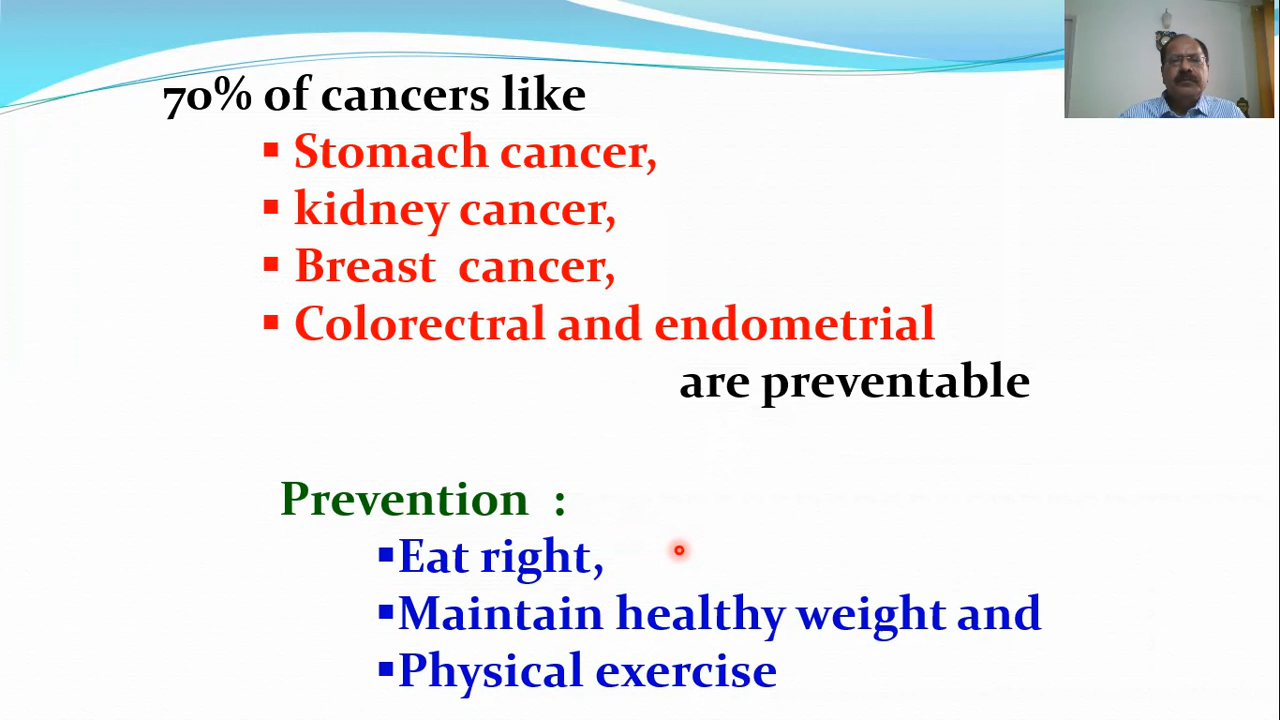 70% of cancers like
▪ Stomach cancer,
▪ kidney cancer,
▪ Breast cancer,
▪ Colorectral and endometrial
are preventable
Prevention :
▪Eat right,
▪Maintain healthy weight and
▪Physical exercise